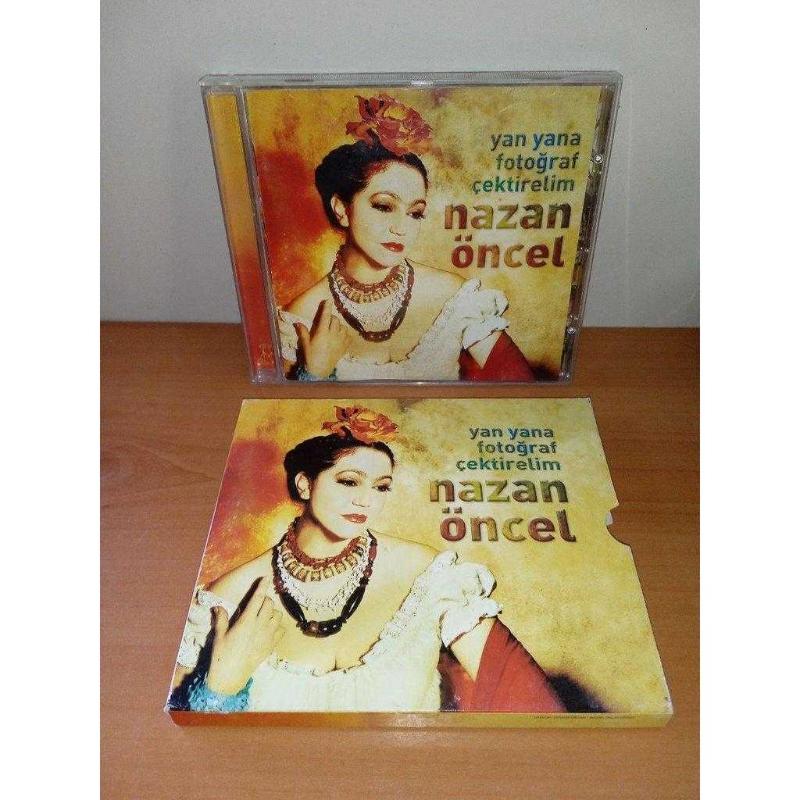 yan yana
fotoğraf
çektirelim
nazan
öncel
yan yana
fotoğraf
çektirelim
nazan
öncel